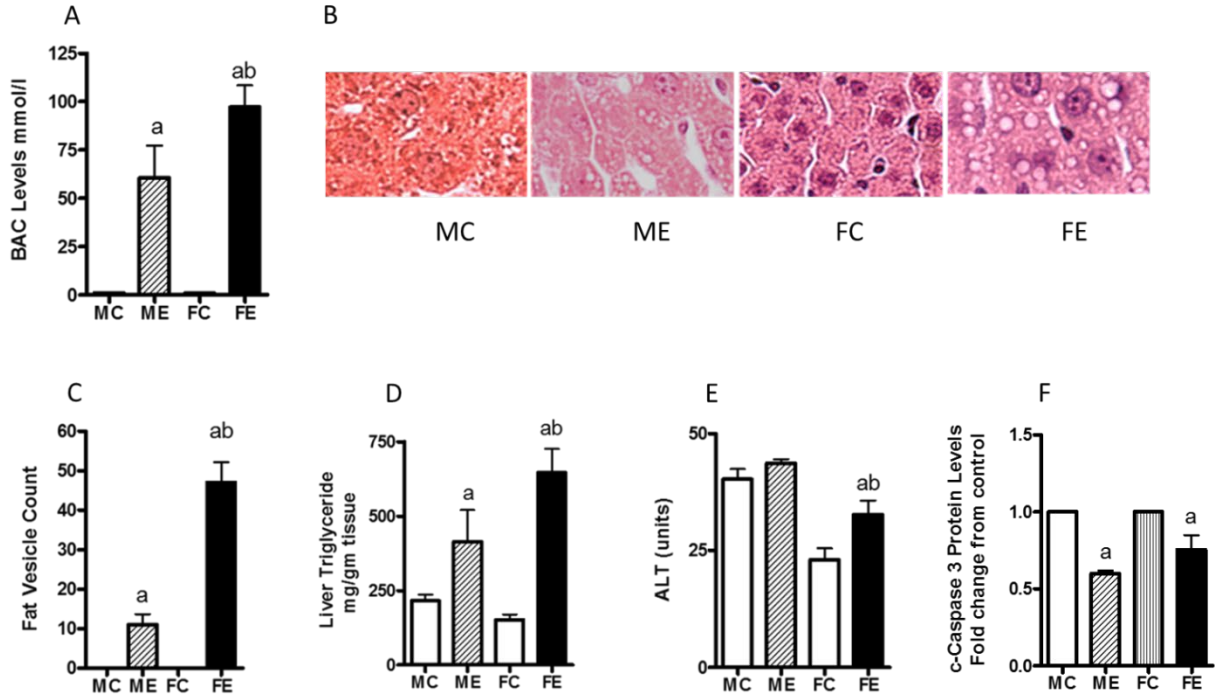 A
B
BAC Levels mmol/l
125
100
75
50
25
0
a
ab
MC ME FC FE
MC ME FC FE
C
D
E
F
Fat Vesicle Count
60
50
40
30
20
10
0
a
ab
MC ME FC FE
Liver Triglyceride
mg/gm tissue
750
500
250
0
a
ab
MC ME FC FE
ALT (units)
50
25
0
ab
MC ME FC FE
c-Caspase 3 Protein Levels
Fold change from control
1.5
1.0
0.5
0.0
a
a
MC ME FC FE